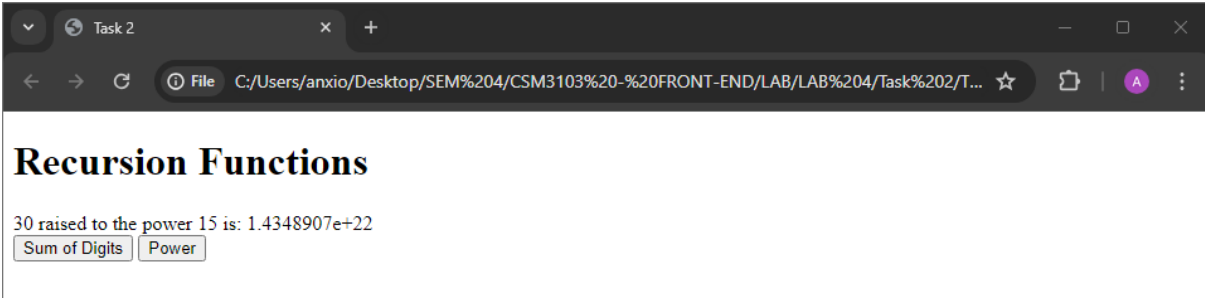 Task 2
File C:/Users/anxio/Desktop/SEM%204/CSM3103%20-%20FRONT-END/LAB/LAB%204/Task%202/T...
A
Recursion Functions
30 raised to the power 15 is: 1.4348907e+22
Sum of Digits Power